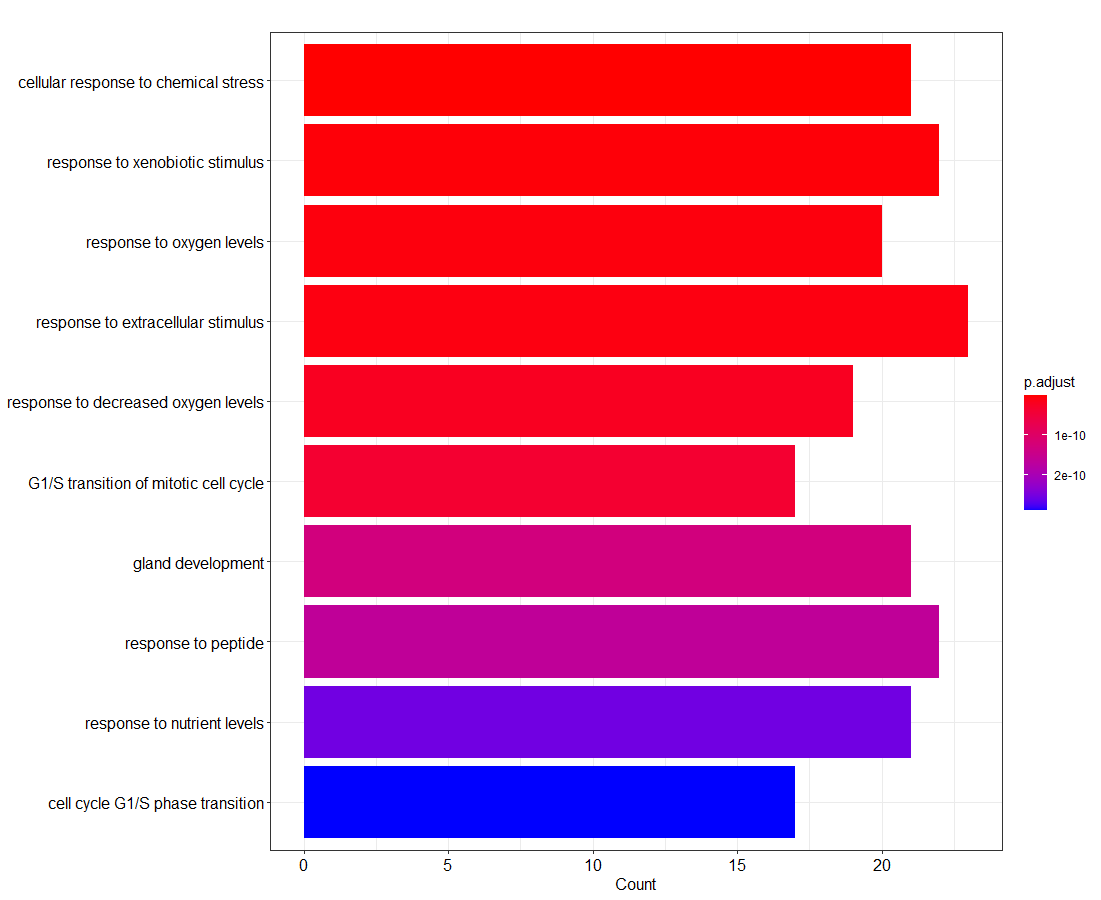 cellular response to chemical stress
response to xenobiotic stimulus
response to oxygen levels
response to extracellular stimulus
response to decreased oxygen levels
G1/S transition of mitotic cell cycle
gland development
response to peptide
response to nutrient levels
cell cycle G1/S phase transition
0 5 10 15 20
Count
p.adjust
1e-10
2e-10